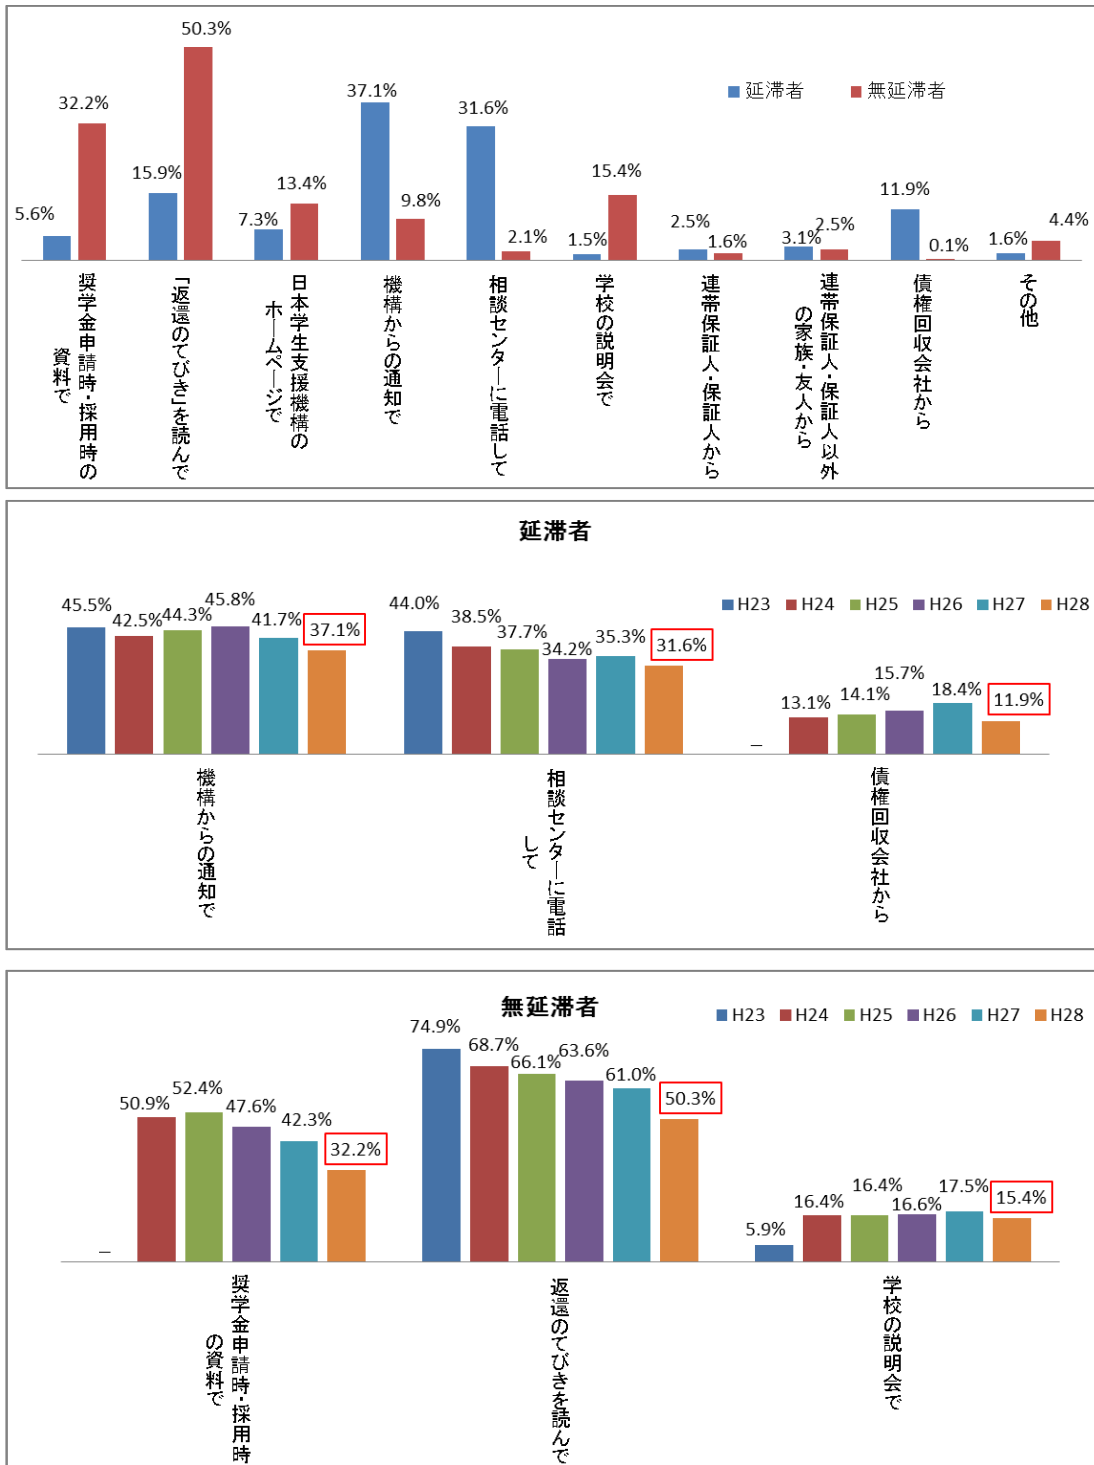 50.3%
32.2%
37.1%
31.6%
延滞者 無延滞者
15.9%
13.4%
15.4%
11.9%
5.6%
7.3%
9.8%
2.1%
1.5%
2.5%
1.6%
3.1%
2.5%
0.1%
1.6%
4.4%
奨学金申請時・採用時の
資料で
「返還のてびき」を読んで
日本学生支援機構の
ホームページで
機構からの通知で
相談センターに電話して
学校の説明会で
連帯保証人・保証人から
連帯保証人・保証人以外
の家族・友人から
債権回収会社から
その他
延滞者
H23 H24 H25 H26 H27 H28
45.5% 42.5% 44.3% 45.8% 41.7% 37.1%
44.0% 38.5% 37.7% 34.2% 35.3% 31.6%
– 13.1% 14.1% 15.7% 18.4% 11.9%
機構からの通知で
相談センターに電話
して
債権回収会社から
無延滞者
H23 H24 H25 H26 H27 H28
– 50.9% 52.4% 47.6% 42.3% 32.2%
74.9% 68.7% 66.1% 63.6% 61.0% 50.3%
5.9% 16.4% 16.4% 16.6% 17.5% 15.4%
奨学金申請時・採用時
の資料で
返還のてびきを読んで
学校の説明会で